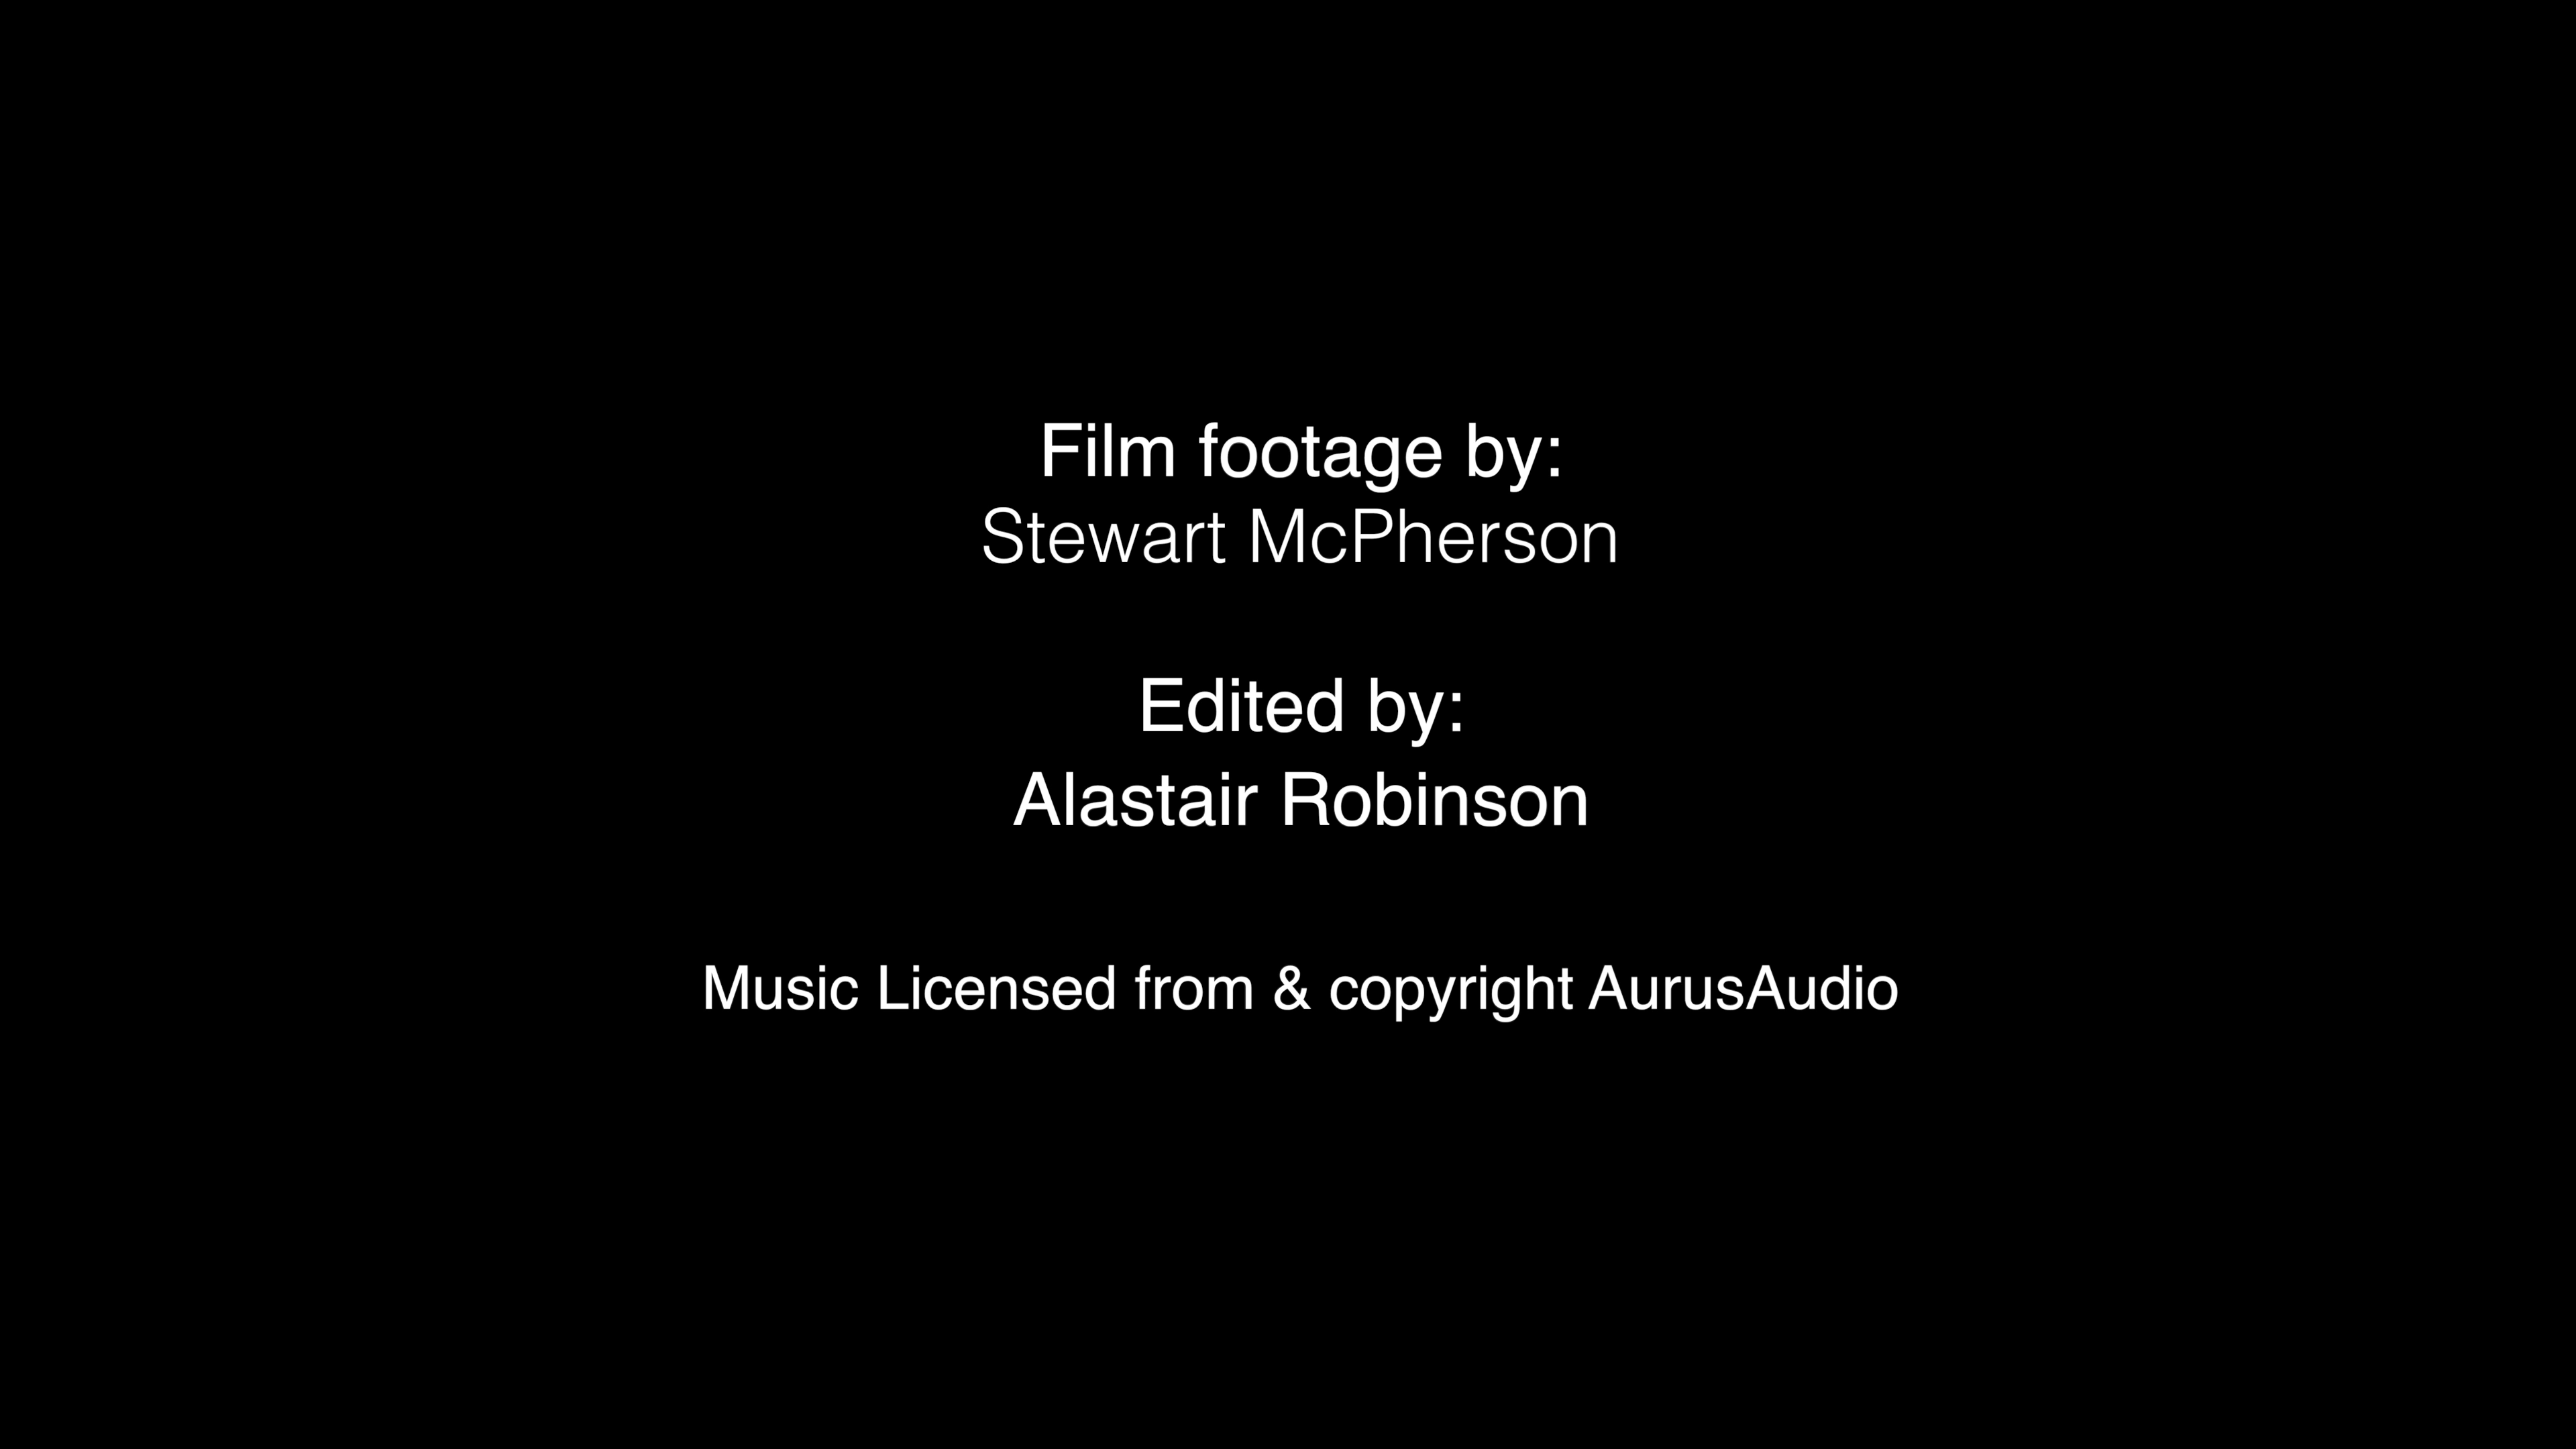 Film footage by:
Stewart McPherson
Edited by:
Alastair Robinson
Music Licensed from & copyright AurusAudio